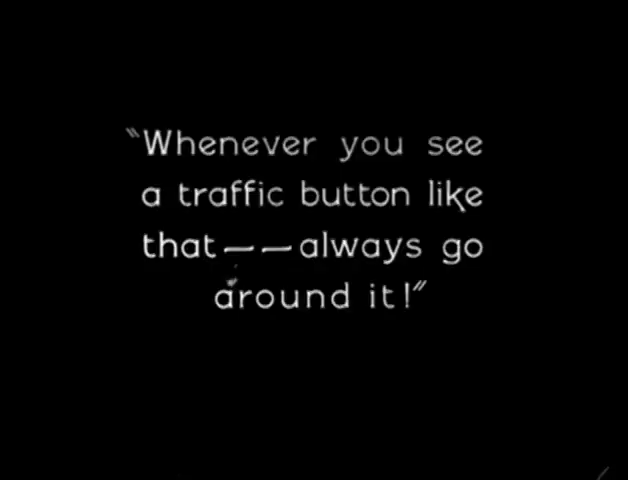 "Whenever you see
a traffic button like
that——always go
around it!"